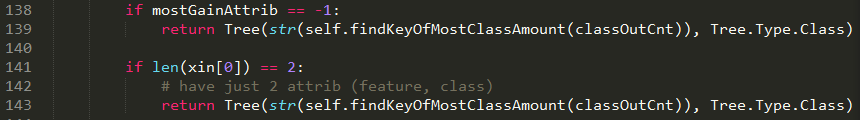 138 if mostGainAttrib == -1:
139 return Tree(str(self.findKeyOfMostClassAmount(classOutCnt)), Tree.Type.Class)
140
141 if len(xin[0]) == 2:
142 # have just 2 attrib (feature, class)
143 return Tree(str(self.findKeyOfMostClassAmount(classOutCnt)), Tree.Type.Class)